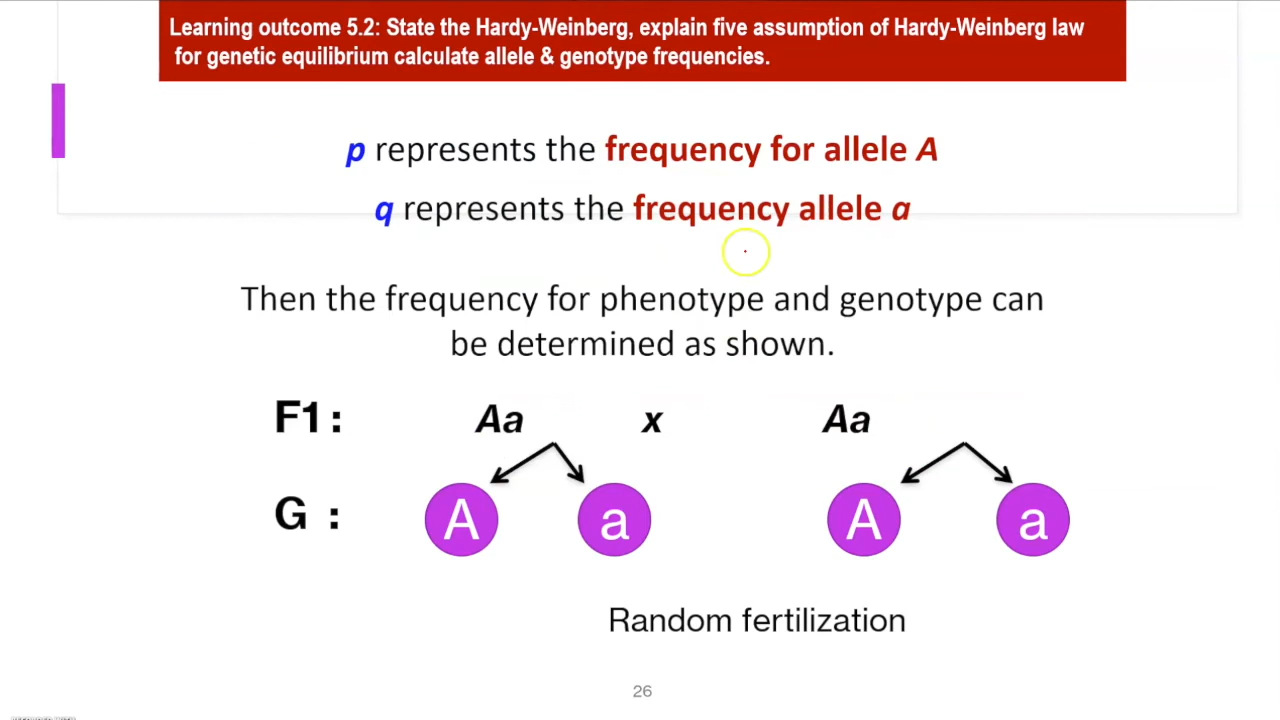 Learning outcome 5.2: State the Hardy-Weinberg, explain five assumption of Hardy-Weinberg law
for genetic equilibrium calculate allele & genotype frequencies.
p represents the frequency for allele A
q represents the frequency allele a
Then the frequency for phenotype and genotype can
be determined as shown.
F1 : Aa x Aa
G : A a A a
Random fertilization
26